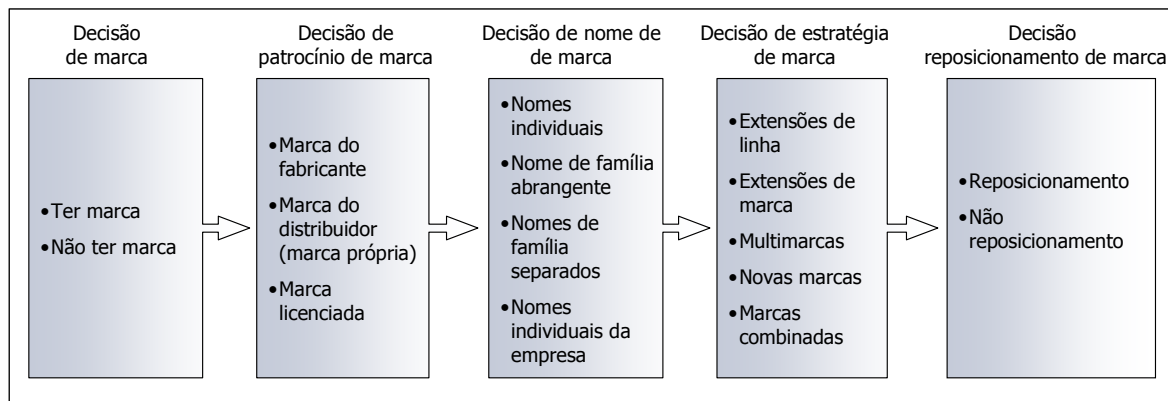 Decisão
de marca
• Ter marca
• Não ter marca
Decisão de
patrocínio de marca
• Marca do
fabricante
• Marca do
distribuidor
(marca própria)
• Marca
licenciada
Decisão de nome de
de marca
• Nomes
individuais
• Nome de família
abrangente
• Nomes de
família
separados
• Nomes
individuais da
empresa
Decisão de estratégia
de marca
• Extensões de
linha
• Extensões de
marca
• Multimarcas
• Novas marcas
• Marcas
combinadas
Decisão
reposicionamento de marca
• Reposicionamento
• Não
reposicionamento